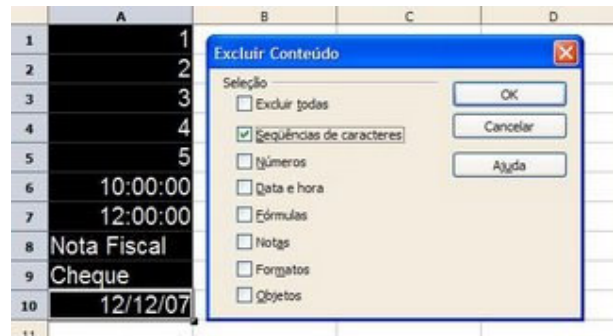 A B C D
1 1
2 2
3 3
4 4
5 5
6 10:00:00
7 12:00:00
8 Nota Fiscal
9 Cheque
10 12/12/07
11
Excluir Conteúdo
Seleção
Excluir todas
Seqüências de caracteres
Números
Data e hora
Fórmulas
Notas
Formatos
Objetos
OK
Cancelar
Ajuda